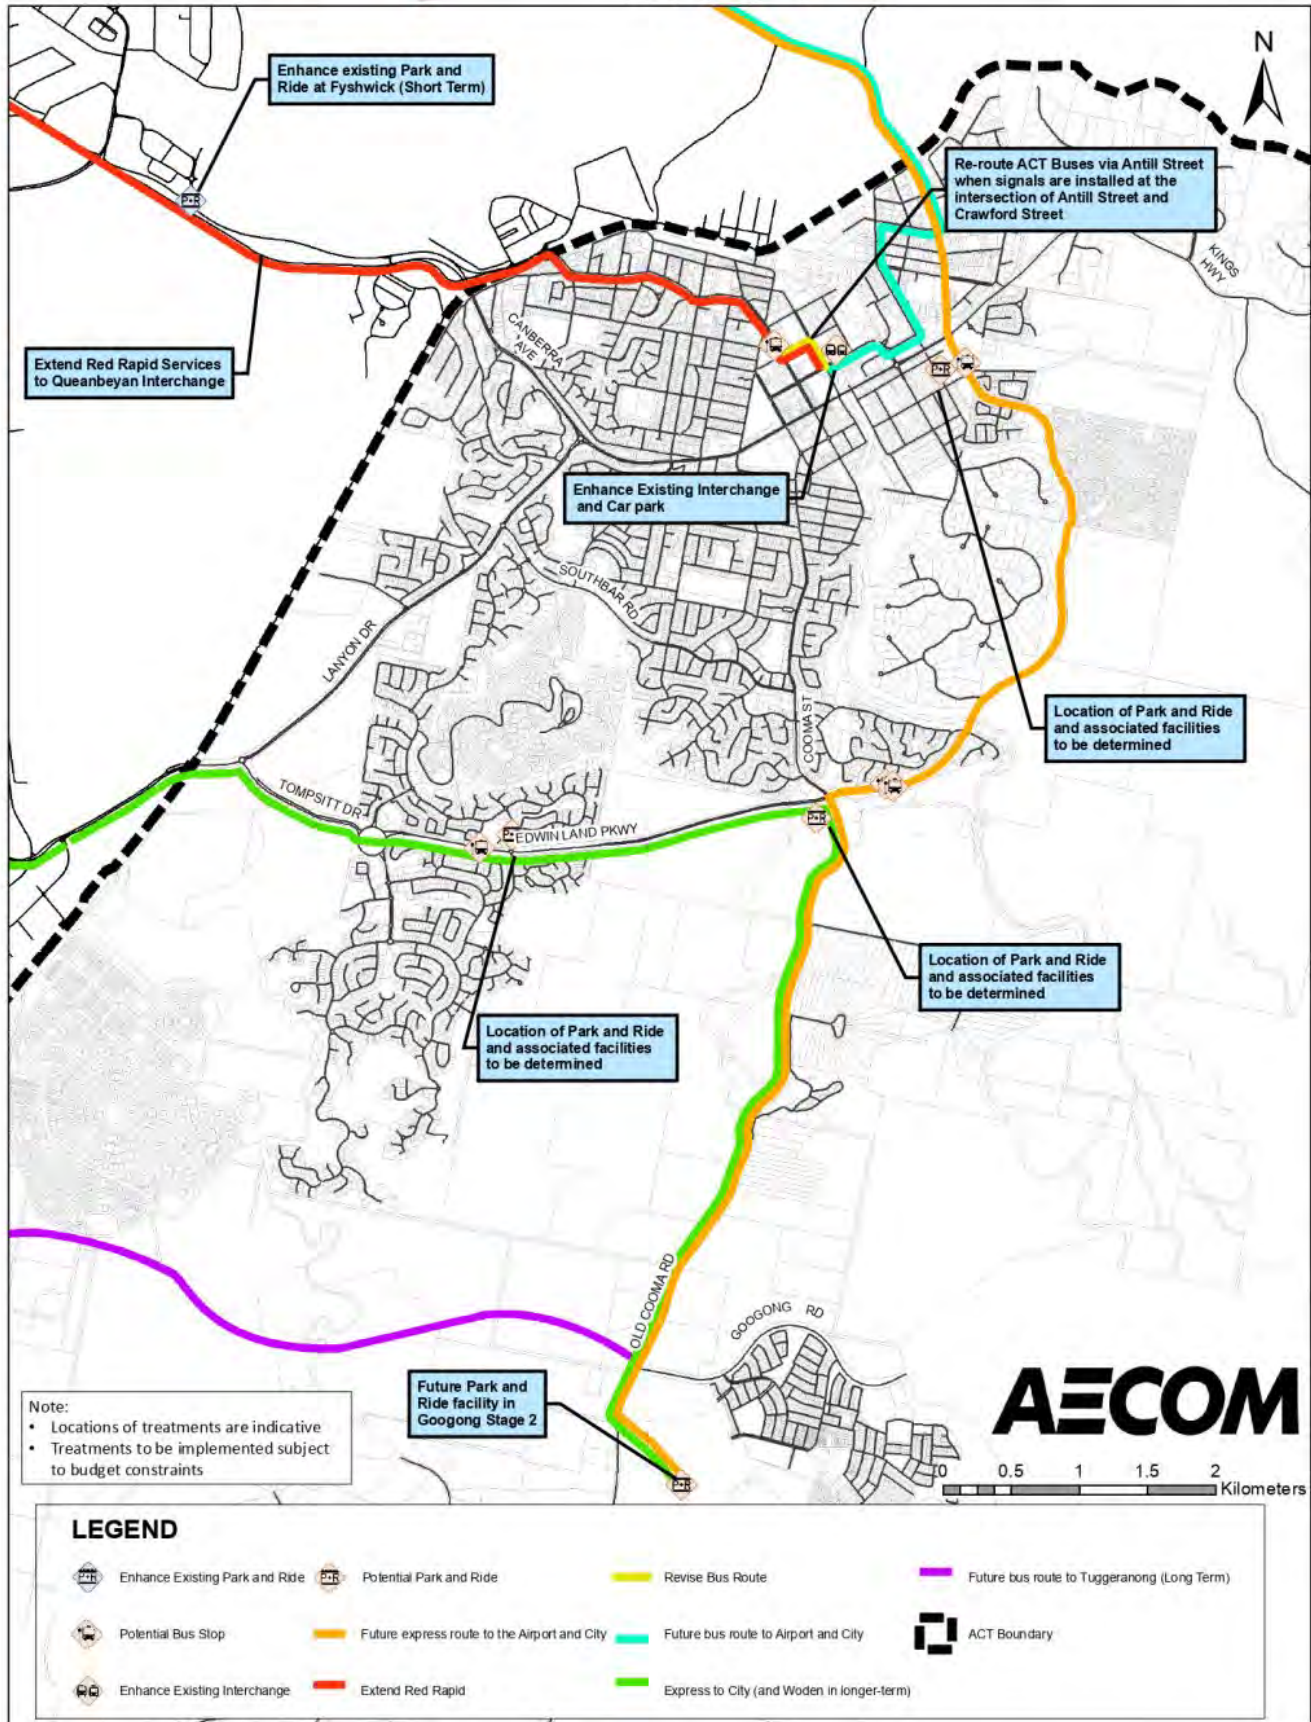 N
Enhance existing Park and
Ride at Fyshwick (Short Term)
Re-route ACT Buses via Antill Street
when signals are installed at the
intersection of Antill Street and
Crawford Street
KINGS
HWY
P+R
Extend Red Rapid Services
to Queanbeyan Interchange
CANBERRA
AVE
P+R
Enhance Existing Interchange
and Car park
SOUTHBAR RD
LANYON DR
COOMA ST
Location of Park and Ride
and associated facilities
to be determined
TOMPSITT DR
EDWIN LAND PKWY
P+R
Location of Park and Ride
and associated facilities
to be determined
Location of Park and Ride
and associated facilities
to be determined
OLD COOMA RD
GOOGONG RD
Future Park and
Ride facility in
Googong Stage 2
P+R
AECOM
Note:
• Locations of treatments are indicative
• Treatments to be implemented subject
to budget constraints
0 0.5 1 1.5 2
Kilometers
LEGEND
P+R Enhance Existing Park and Ride
P+R Potential Park and Ride
Revise Bus Route
Future bus route to Tuggeranong (Long Term)
Potential Bus Stop
Future express route to the Airport and City
Future bus route to Airport and City
ACT Boundary
Enhance Existing Interchange
Extend Red Rapid
Express to City (and Woden in longer-term)